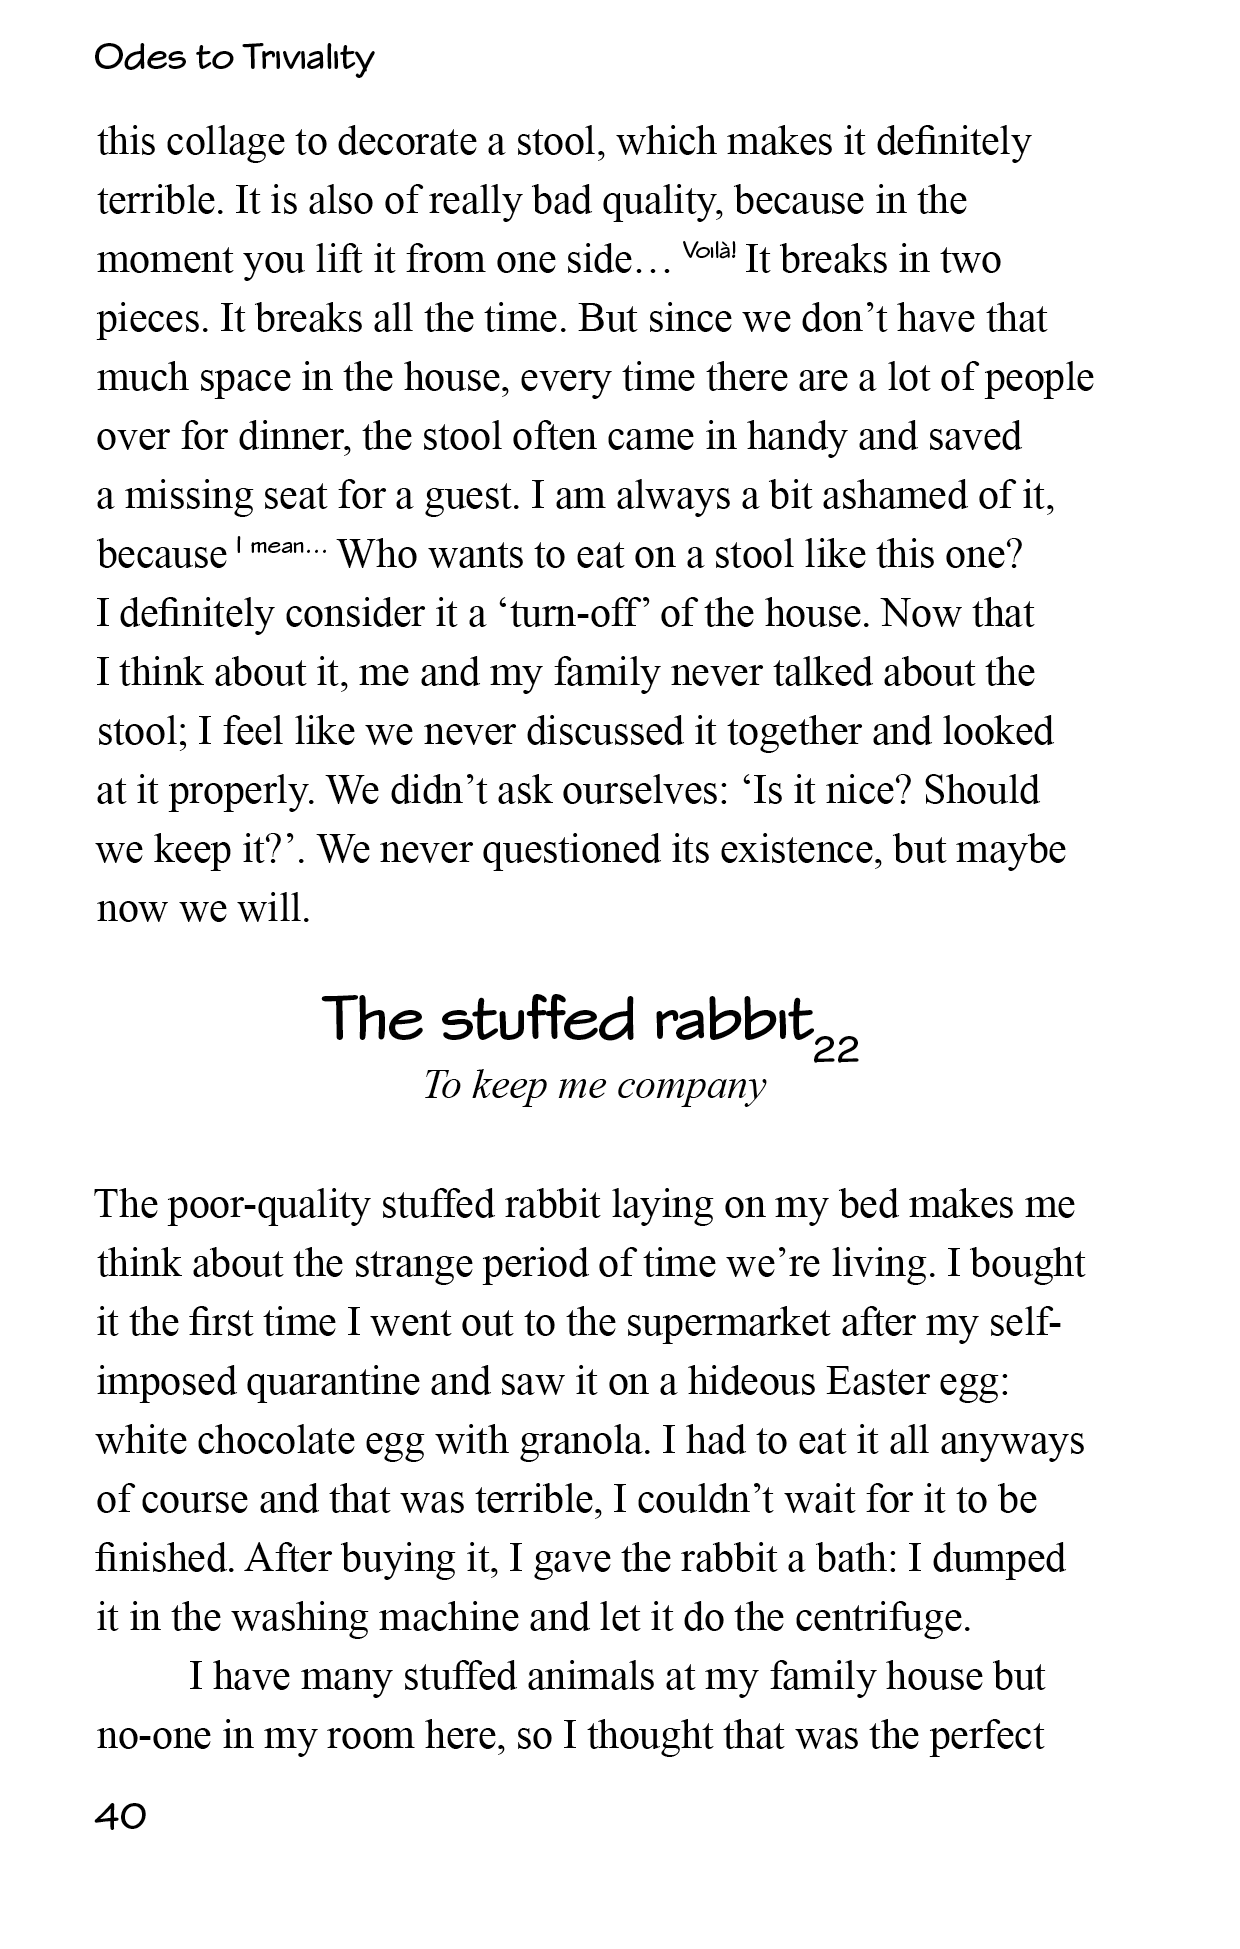 Odes to Triviality
this collage to decorate a stool, which makes it definitely
terrible. It is also of really bad quality, because in the
moment you lift it from one side… Voilà! It breaks in two
pieces. It breaks all the time. But since we don’t have that
much space in the house, every time there are a lot of people
over for dinner, the stool often came in handy and saved
a missing seat for a guest. I am always a bit ashamed of it,
because I mean… Who wants to eat on a stool like this one?
I definitely consider it a ‘turn-off’ of the house. Now that
I think about it, me and my family never talked about the
stool; I feel like we never discussed it together and looked
at it properly. We didn’t ask ourselves: ‘Is it nice? Should
we keep it?’. We never questioned its existence, but maybe
now we will.
The stuffed rabbit22
To keep me company
The poor-quality stuffed rabbit laying on my bed makes me
think about the strange period of time we’re living. I bought
it the first time I went out to the supermarket after my self-
imposed quarantine and saw it on a hideous Easter egg:
white chocolate egg with granola. I had to eat it all anyways
of course and that was terrible, I couldn’t wait for it to be
finished. After buying it, I gave the rabbit a bath: I dumped
it in the washing machine and let it do the centrifuge.
I have many stuffed animals at my family house but
no-one in my room here, so I thought that was the perfect
40